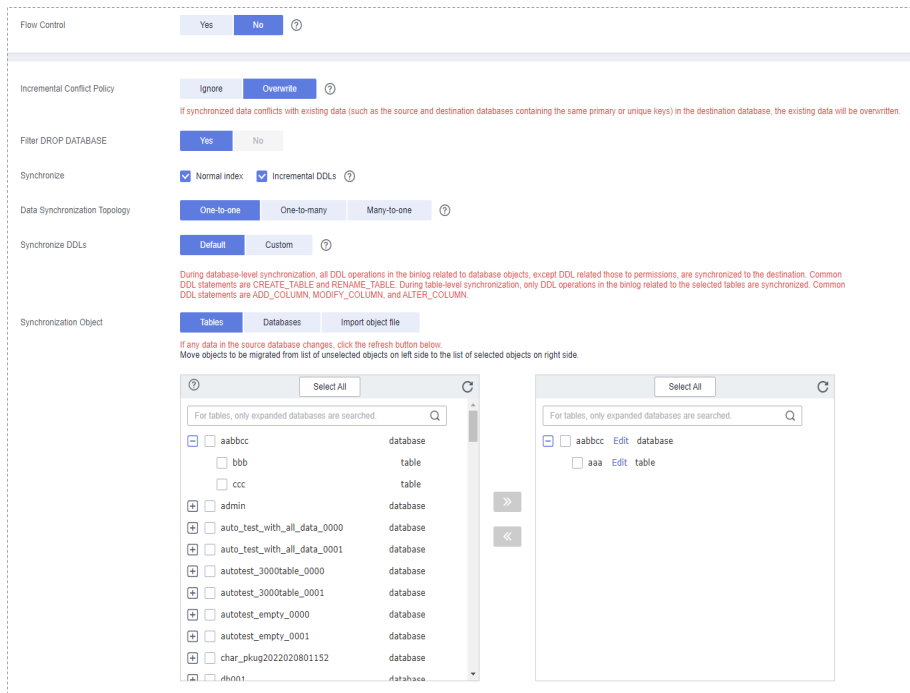 Flow Control Yes No ?
Incremental Conflict Policy Ignore Overwrite ?
If synchronized data conflicts with existing data (such as the source and destination databases containing the same primary or unique keys) in the destination database, the existing data will be overwritten.
Filter DROP DATABASE Yes No
Synchronize Normal index Incremental DDLs ?
Data Synchronization Topology One-to-one One-to-many Many-to-one ?
Synchronize DDLs Default Custom ?
During database-level synchronization, all DDL operations in the binlog related to database objects, except DDL related those to permissions, are synchronized to the destination. Common
DDL statements are CREATE_TABLE and RENAME_TABLE. During table-level synchronization, only DDL operations in the binlog related to the selected tables are synchronized. Common
DDL statements are ADD_COLUMN, MODIFY_COLUMN, and ALTER_COLUMN.
Synchronization Object Tables Databases Import object file
If any data in the source database changes, click the refresh button below.
Move objects to be migrated from list of unselected objects on left side to the list of selected objects on right side.
? Select All
For tables, only expanded databases are searched.
aabbcc database
bbb table
ccc table
admin database
auto_test_with_all_data_0000 database
auto_test_with_all_data_0001 database
autotest_3000table_0000 database
autotest_3000table_0001 database
autotest_empty_0000 database
autotest_empty_0001 database
char_pkug2022020801152 database
db001 database
Select All
For tables, only expanded databases are searched.
aabbcc Edit database
aaa Edit table